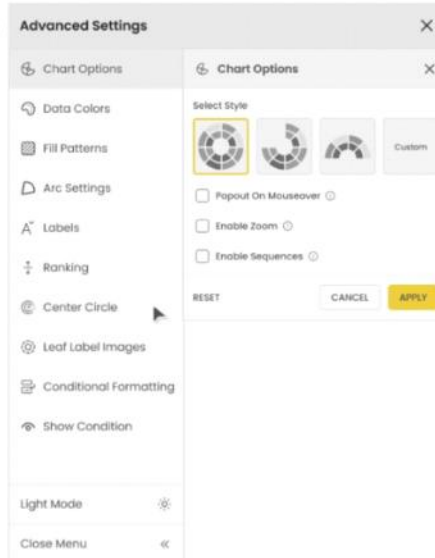 Advanced Settings
Chart Options
Data Colors
Fill Patterns
Arc Settings
Labels
Ranking
Center Circle
Leaf Label Images
Conditional Formatting
Show Condition
Light Mode
Close Menu
Chart Options
Select Style
Custom
Popout On Mouseover
Enable Zoom
Enable Sequences
RESET CANCEL APPLY